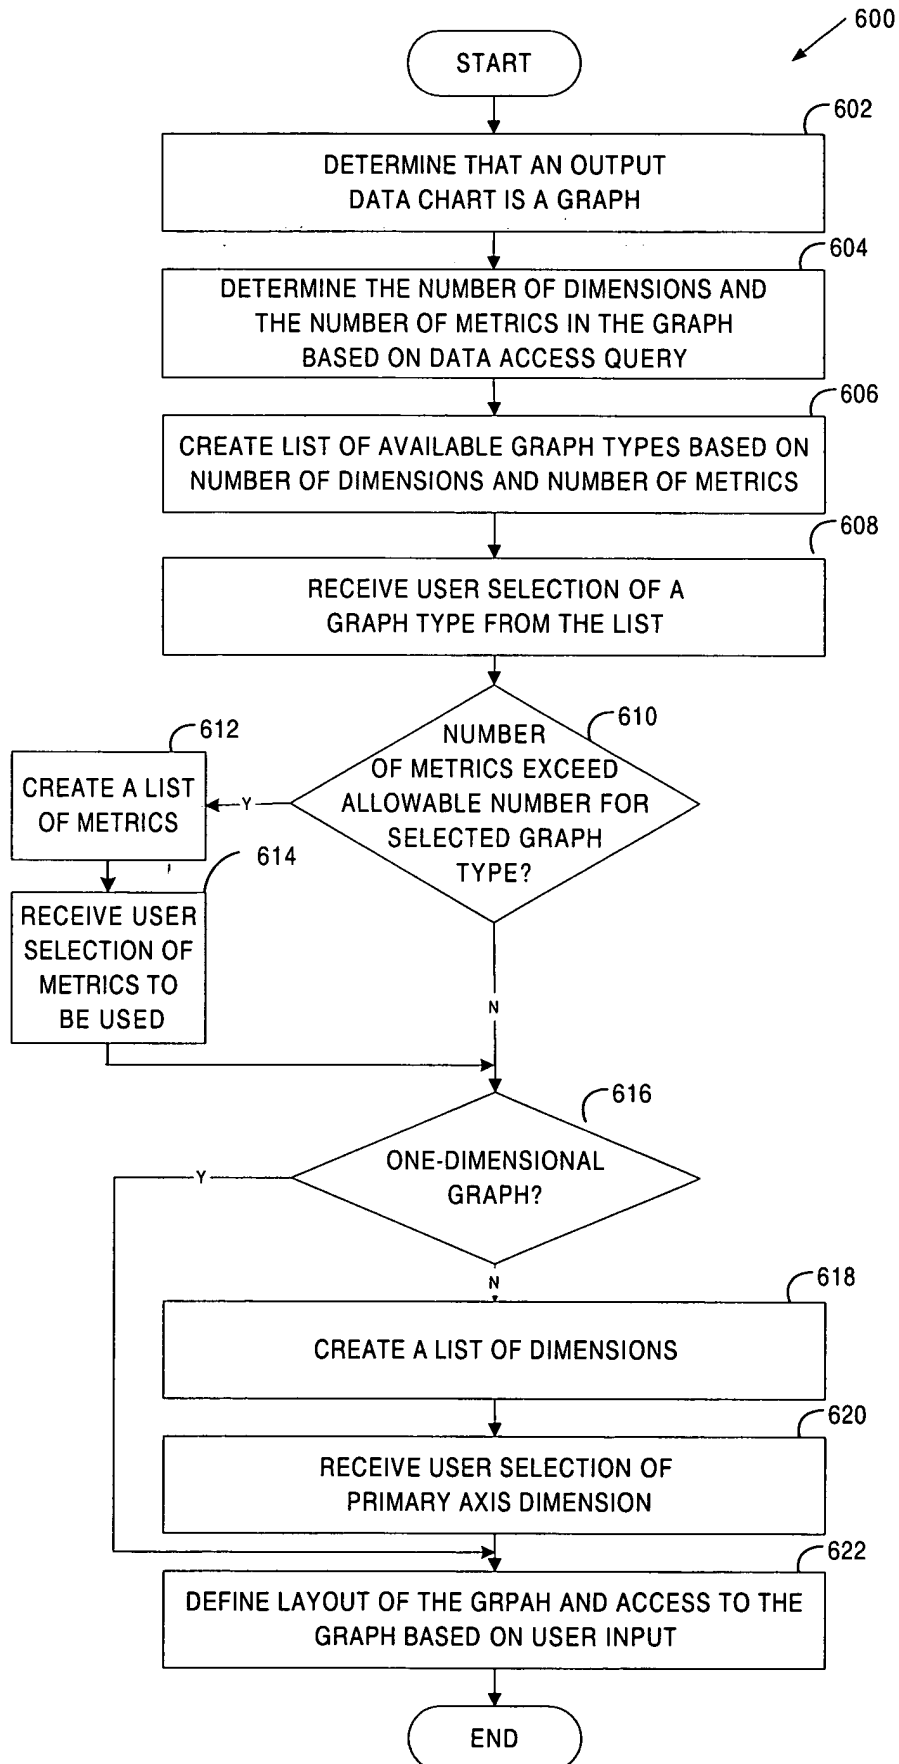 600
START
602
DETERMINE THAT AN OUTPUT
DATA CHART IS A GRAPH
604
DETERMINE THE NUMBER OF DIMENSIONS AND
THE NUMBER OF METRICS IN THE GRAPH
BASED ON DATA ACCESS QUERY
606
CREATE LIST OF AVAILABLE GRAPH TYPES BASED ON
NUMBER OF DIMENSIONS AND NUMBER OF METRICS
608
RECEIVE USER SELECTION OF A
GRAPH TYPE FROM THE LIST
610
NUMBER
OF METRICS EXCEED
ALLOWABLE NUMBER FOR
SELECTED GRAPH
TYPE?
Y
612
CREATE A LIST
OF METRICS
614
RECEIVE USER
SELECTION OF
METRICS TO
BE USED
N
616
ONE-DIMENSIONAL
GRAPH?
Y
N
618
CREATE A LIST OF DIMENSIONS
620
RECEIVE USER SELECTION OF
PRIMARY AXIS DIMENSION
622
DEFINE LAYOUT OF THE GRPAH AND ACCESS TO THE
GRAPH BASED ON USER INPUT
END